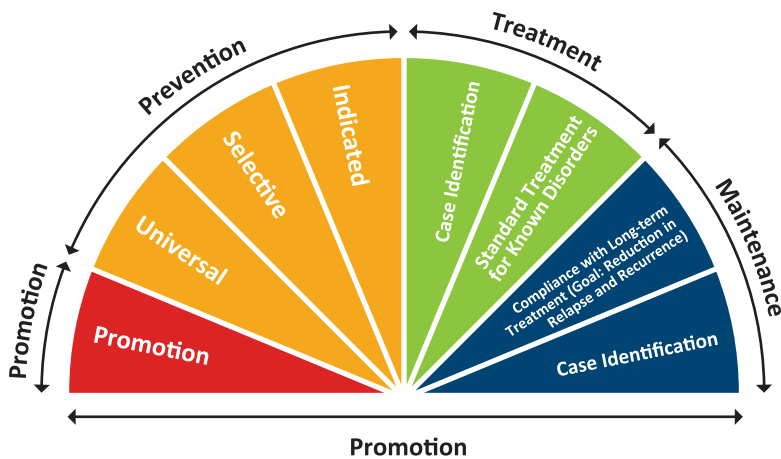 Promotion
Prevention
Treatment
Maintenance
Promotion
Universal
Selective
Indicated
Case Identification
Standard Treatment
for Known Disorders
Compliance with Long-term
Treatment (Goal: Reduction in
Relapse and Recurrence)
Case Identification
Promotion